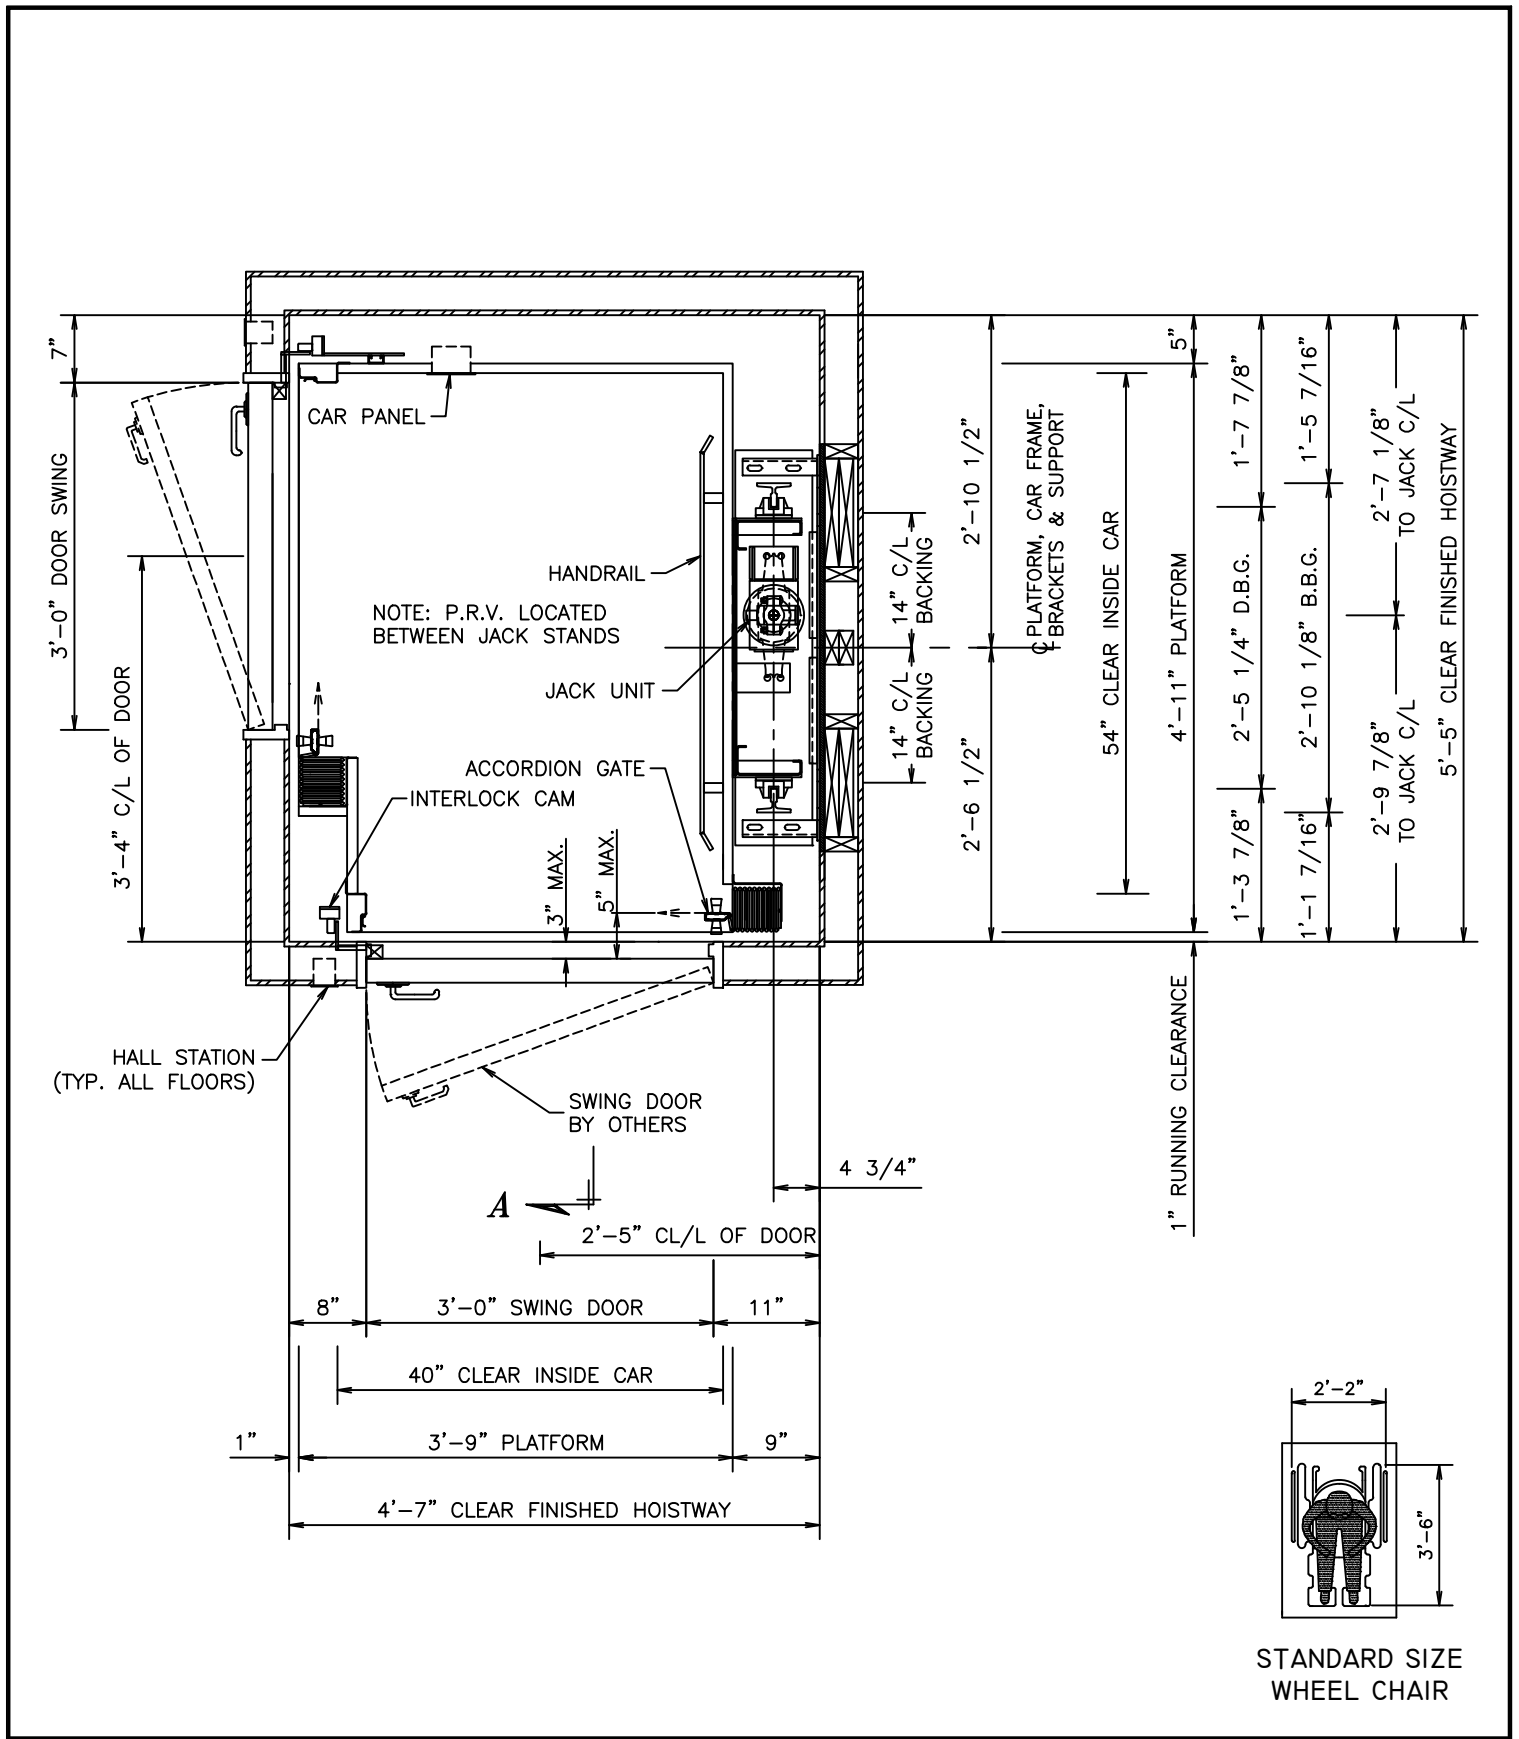 7”
3’-0” DOOR SWING
3’-4” C/L OF DOOR
CAR PANEL
HANDRAIL
NOTE: P.R.V. LOCATED
BETWEEN JACK STANDS
JACK UNIT
ACCORDION GATE
INTERLOCK CAM
3” MAX.
5” MAX.
HALL STATION
(TYP. ALL FLOORS)
SWING DOOR
BY OTHERS
A
14” C/L
BACKING
14” C/L
BACKING
2’-10 1/2”
2’-6 1/2”
℄ PLATFORM, CAR FRAME,
BRACKETS & SUPPORT
54” CLEAR INSIDE CAR
5”
4’-11” PLATFORM
1” RUNNING CLEARANCE
1’-7 7/8”
2’-5 1/4” D.B.G.
1’-3 7/8”
1’-5 7/16”
2’-10 1/8” B.B.G.
1’-1 7/16”
2’-7 1/8”
TO JACK C/L
2’-9 7/8”
TO JACK C/L
5’-5” CLEAR FINISHED HOISTWAY
4 3/4”
2’-5” CL/L OF DOOR
8”
3’-0” SWING DOOR
11”
40” CLEAR INSIDE CAR
1”
3’-9” PLATFORM
9”
4’-7” CLEAR FINISHED HOISTWAY
2’-2”
3’-6”
STANDARD SIZE
WHEEL CHAIR